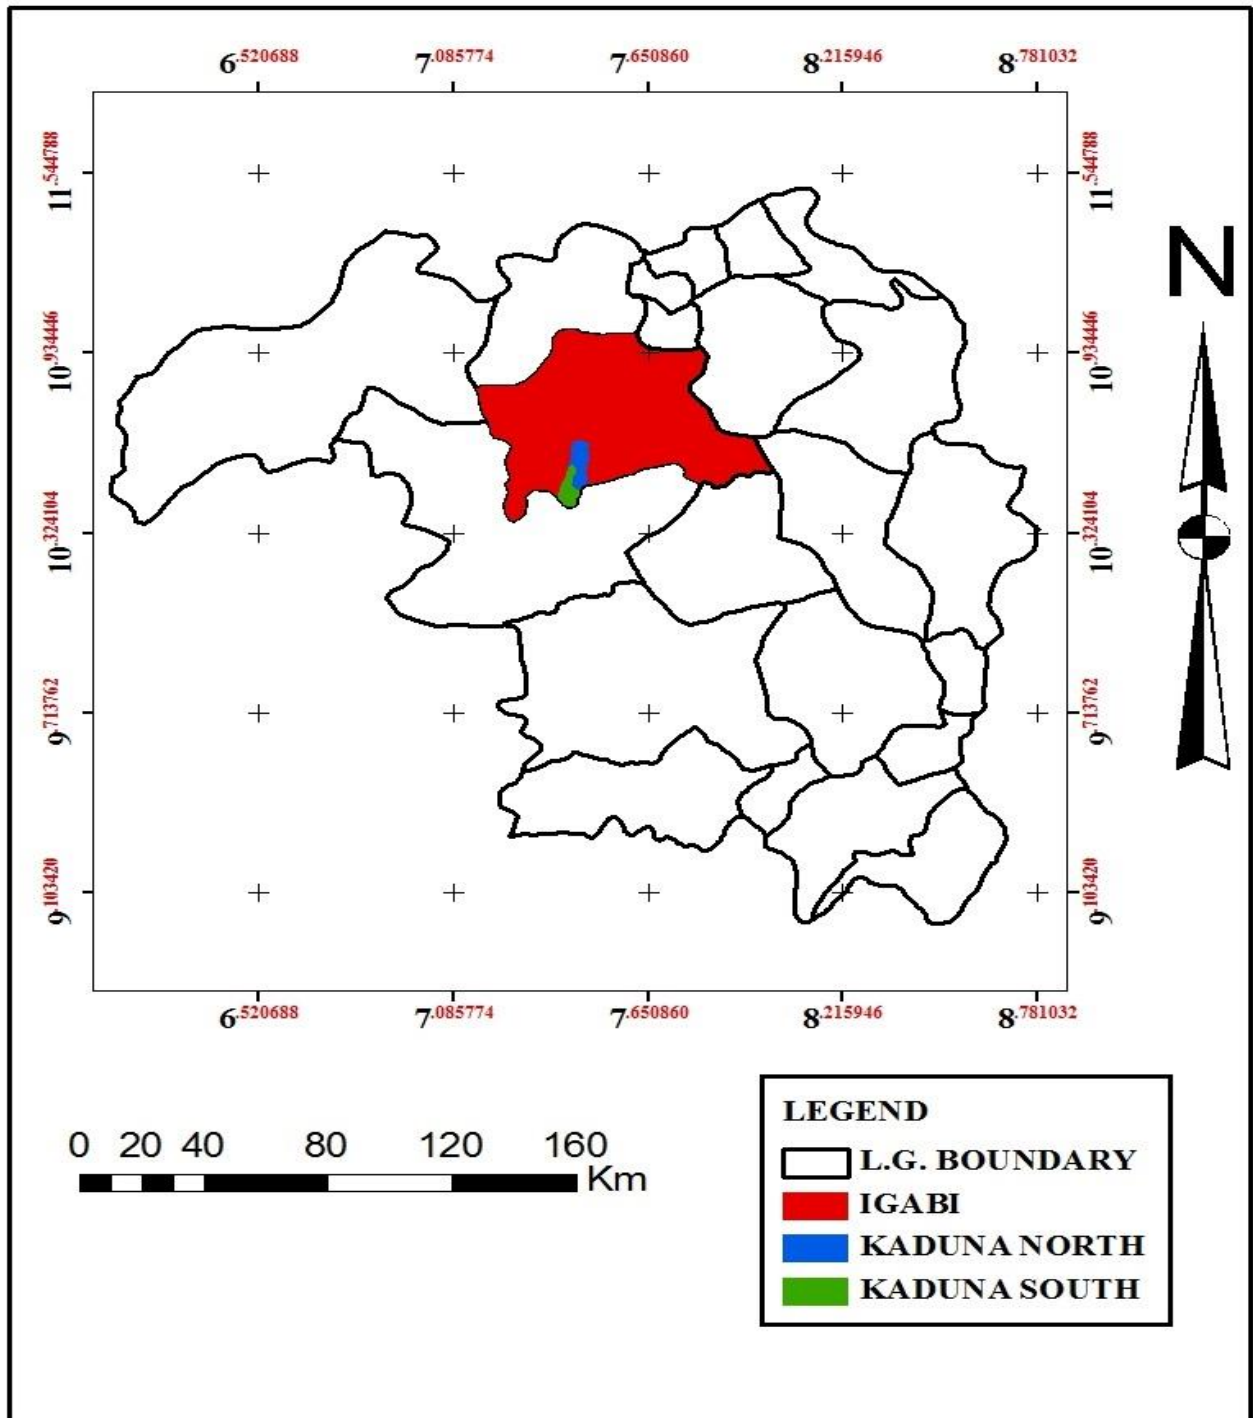 6.520688 7.085774 7.650860 8.215946 8.781032
11.544788 11.544788
N
10.934446 10.934446
10.324104 10.324104
9.713762 9.713762
9.103420 9.103420
6.520688 7.085774 7.650860 8.215946 8.781032
LEGEND
L.G. BOUNDARY
IGABI
KADUNA NORTH
KADUNA SOUTH
0 20 40 80 120 160
Km